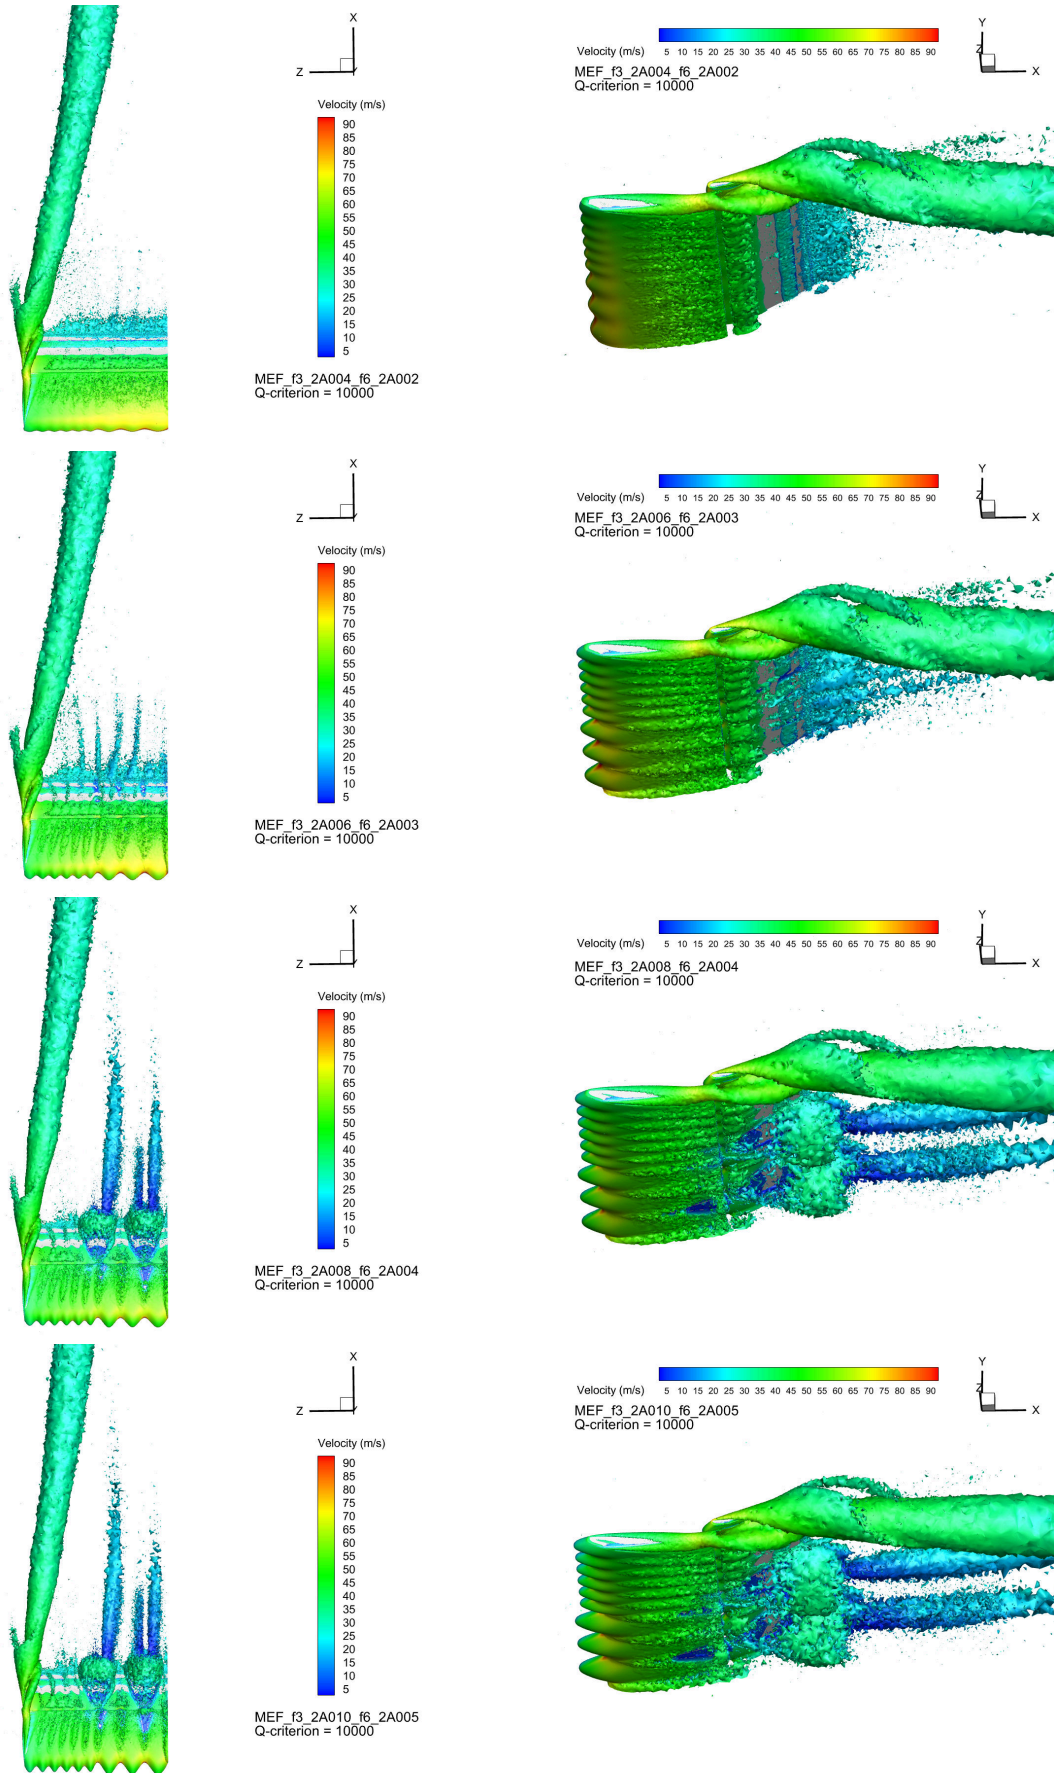 X
Z
Velocity (m/s)
90
85
80
75
70
65
60
55
50
45
40
35
30
25
20
15
10
5
MEF_f3_2A004_f6_2A002
Q-criterion = 10000
Velocity (m/s) 5 10 15 20 25 30 35 40 45 50 55 60 65 70 75 80 85 90
MEF_f3_2A004_f6_2A002
Q-criterion = 10000
Y
Z
X
X
Z
Velocity (m/s)
90
85
80
75
70
65
60
55
50
45
40
35
30
25
20
15
10
5
MEF_f3_2A006_f6_2A003
Q-criterion = 10000
Velocity (m/s) 5 10 15 20 25 30 35 40 45 50 55 60 65 70 75 80 85 90
MEF_f3_2A006_f6_2A003
Q-criterion = 10000
Y
Z
X
X
Z
Velocity (m/s)
90
85
80
75
70
65
60
55
50
45
40
35
30
25
20
15
10
5
MEF_f3_2A008_f6_2A004
Q-criterion = 10000
Velocity (m/s) 5 10 15 20 25 30 35 40 45 50 55 60 65 70 75 80 85 90
MEF_f3_2A008_f6_2A004
Q-criterion = 10000
Y
Z
X
X
Z
Velocity (m/s)
90
85
80
75
70
65
60
55
50
45
40
35
30
25
20
15
10
5
MEF_f3_2A010_f6_2A005
Q-criterion = 10000
Velocity (m/s) 5 10 15 20 25 30 35 40 45 50 55 60 65 70 75 80 85 90
MEF_f3_2A010_f6_2A005
Q-criterion = 10000
Y
Z
X